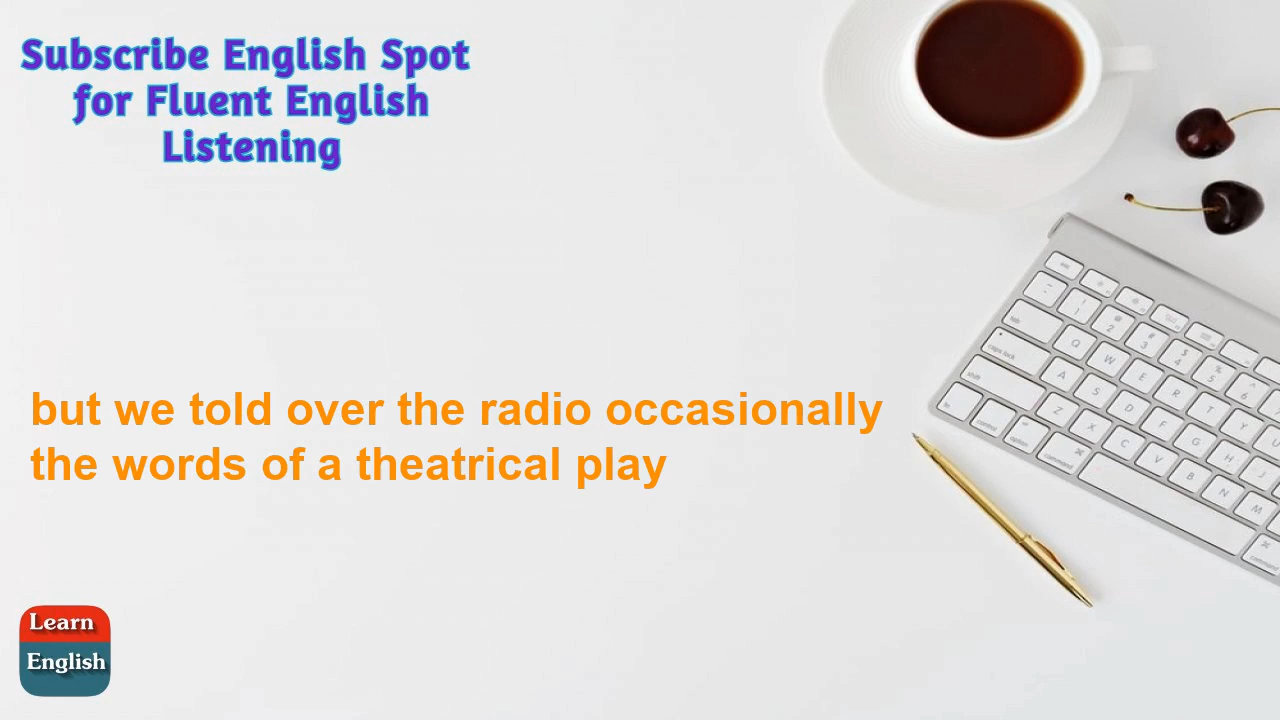 Subscribe English Spot
for Fluent English
Listening
but we told over the radio occasionally
the words of a theatrical play
Learn
English